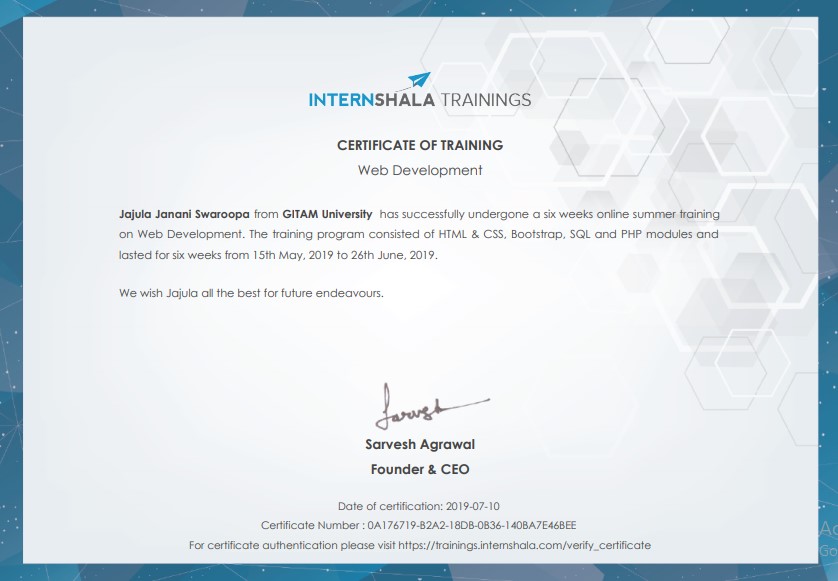 INTERNSHALA TRAININGS
CERTIFICATE OF TRAINING
Web Development
Jajula Janani Swaroopa from GITAM University has successfully undergone a six weeks online summer training
on Web Development. The training program consisted of HTML & CSS, Bootstrap, SQL and PHP modules and
lasted for six weeks from 15th May, 2019 to 26th June, 2019.
We wish Jajula all the best for future endeavours.
Sarvesh
Sarvesh Agrawal
Founder & CEO
Date of certification: 2019-07-10
Certificate Number : 0A176719-B2A2-18DB-0B36-140BA7E46BEE
For certificate authentication please visit https://trainings.internshala.com/verify_certificate